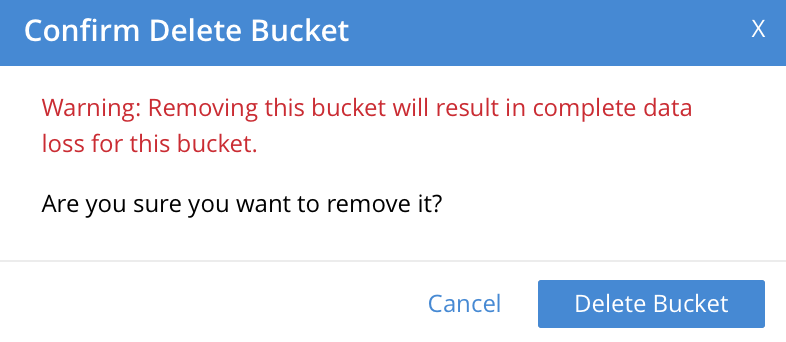 Confirm Delete Bucket X
Warning: Removing this bucket will result in complete data
loss for this bucket.
Are you sure you want to remove it?
Cancel Delete Bucket